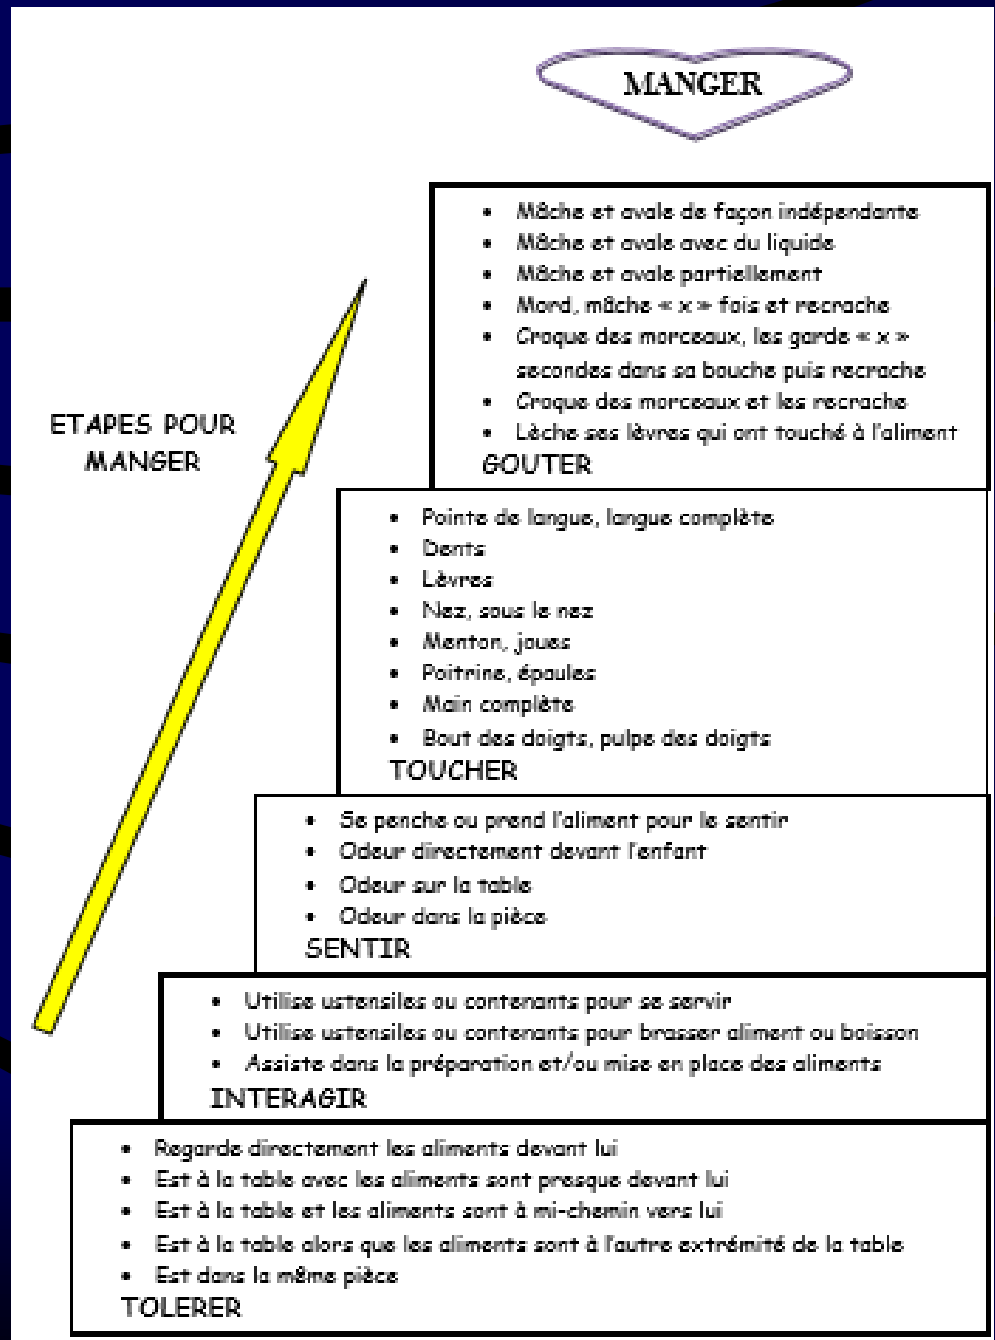 MANGER
• Mâche et avale de façon indépendante
• Mâche et avale avec du liquide
• Mâche et avale partiellement
• Mord, mâche « x » fois et recrache
• Croque des morceaux, les garde « x »
secondes dans sa bouche puis recrache
• Croque des morceaux et les recrache
• Lèche ses lèvres qui ont touché à l'aliment
GOUTER
ETAPES POUR
MANGER
• Pointe de langue, langue complète
• Dents
• Lèvres
• Nez, sous le nez
• Menton, joues
• Poitrine, épaules
• Main complète
• Bout des doigts, pulpe des doigts
TOUCHER
• Se penche ou prend l'aliment pour le sentir
• Odeur directement devant l'enfant
• Odeur sur la table
• Odeur dans la pièce
SENTIR
• Utilise ustensiles ou contenants pour se servir
• Utilise ustensiles ou contenants pour brasser aliment ou boisson
• Assiste dans la préparation et/ou mise en place des aliments
INTERAGIR
• Regarde directement les aliments devant lui
• Est à la table avec les aliments sont presque devant lui
• Est à la table et les aliments sont à mi-chemin vers lui
• Est à la table alors que les aliments sont à l'autre extrémité de la table
• Est dans la même pièce
TOLERER